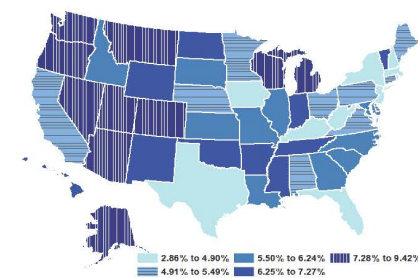 2.86% to 4.90% 5.50% to 6.24% 7.28% to 9.42%
4.91% to 5.49% 6.25% to 7.27%